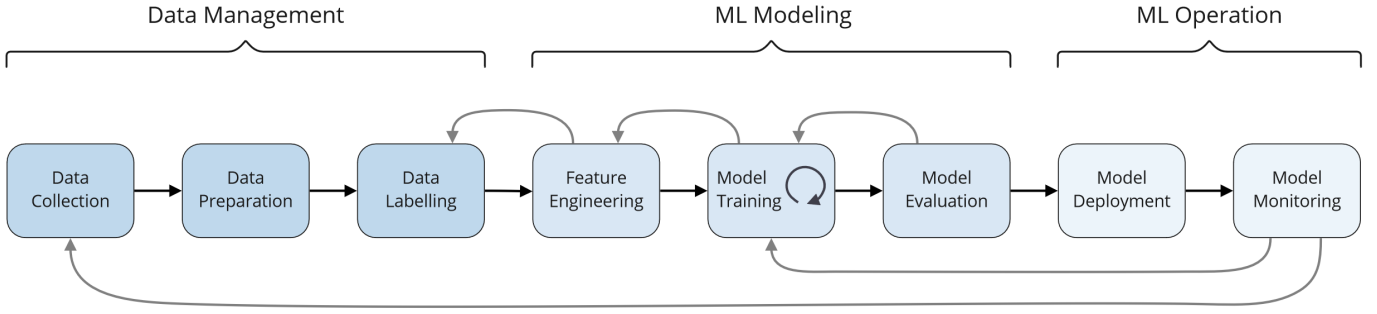 Data Management
ML Modeling
ML Operation
Data
Collection
Data
Preparation
Data
Labelling
Feature
Engineering
Model
Training
Model
Evaluation
Model
Deployment
Model
Monitoring